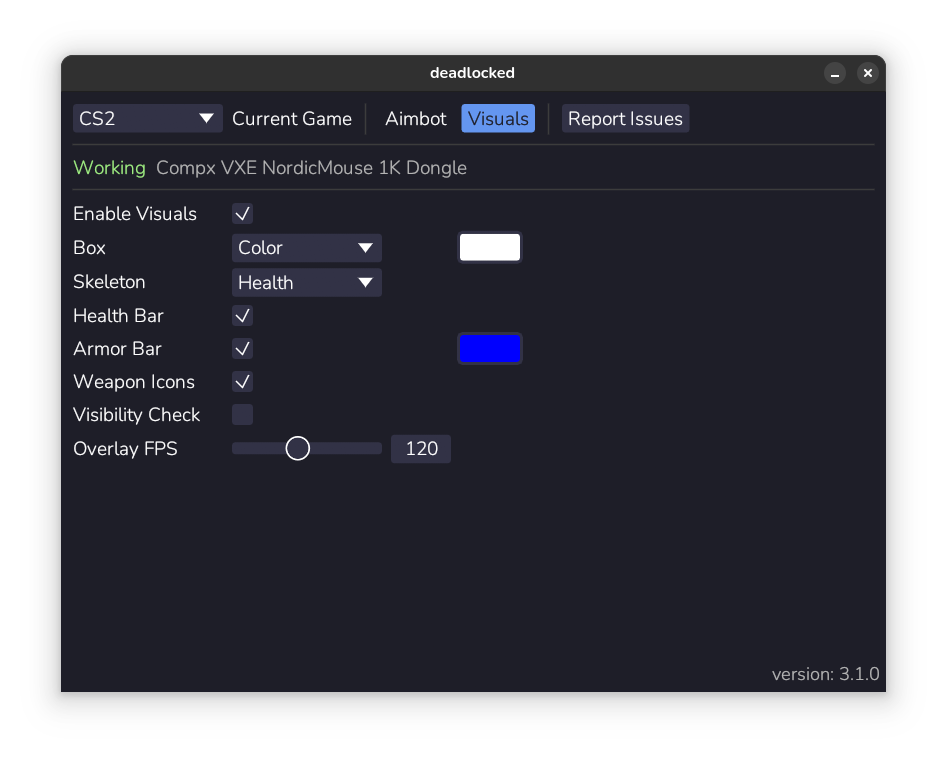 deadlocked
CS2 Current Game Aimbot Visuals Report Issues
Working Compx VXE NordicMouse 1K Dongle
Enable Visuals
Box Color
Skeleton Health
Health Bar
Armor Bar
Weapon Icons
Visibility Check
Overlay FPS 120
version: 3.1.0